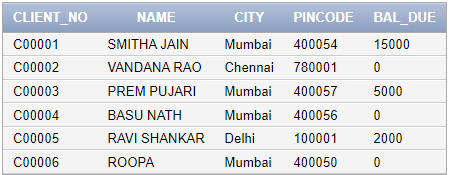 CLIENT_NO NAME CITY PINCODE BAL_DUE
C00001 SMITHA JAIN Mumbai 400054 15000
C00002 VANDANA RAO Chennai 780001 0
C00003 PREM PUJARI Mumbai 400057 5000
C00004 BASU NATH Mumbai 400056 0
C00005 RAVI SHANKAR Delhi 100001 2000
C00006 ROOPA Mumbai 400050 0